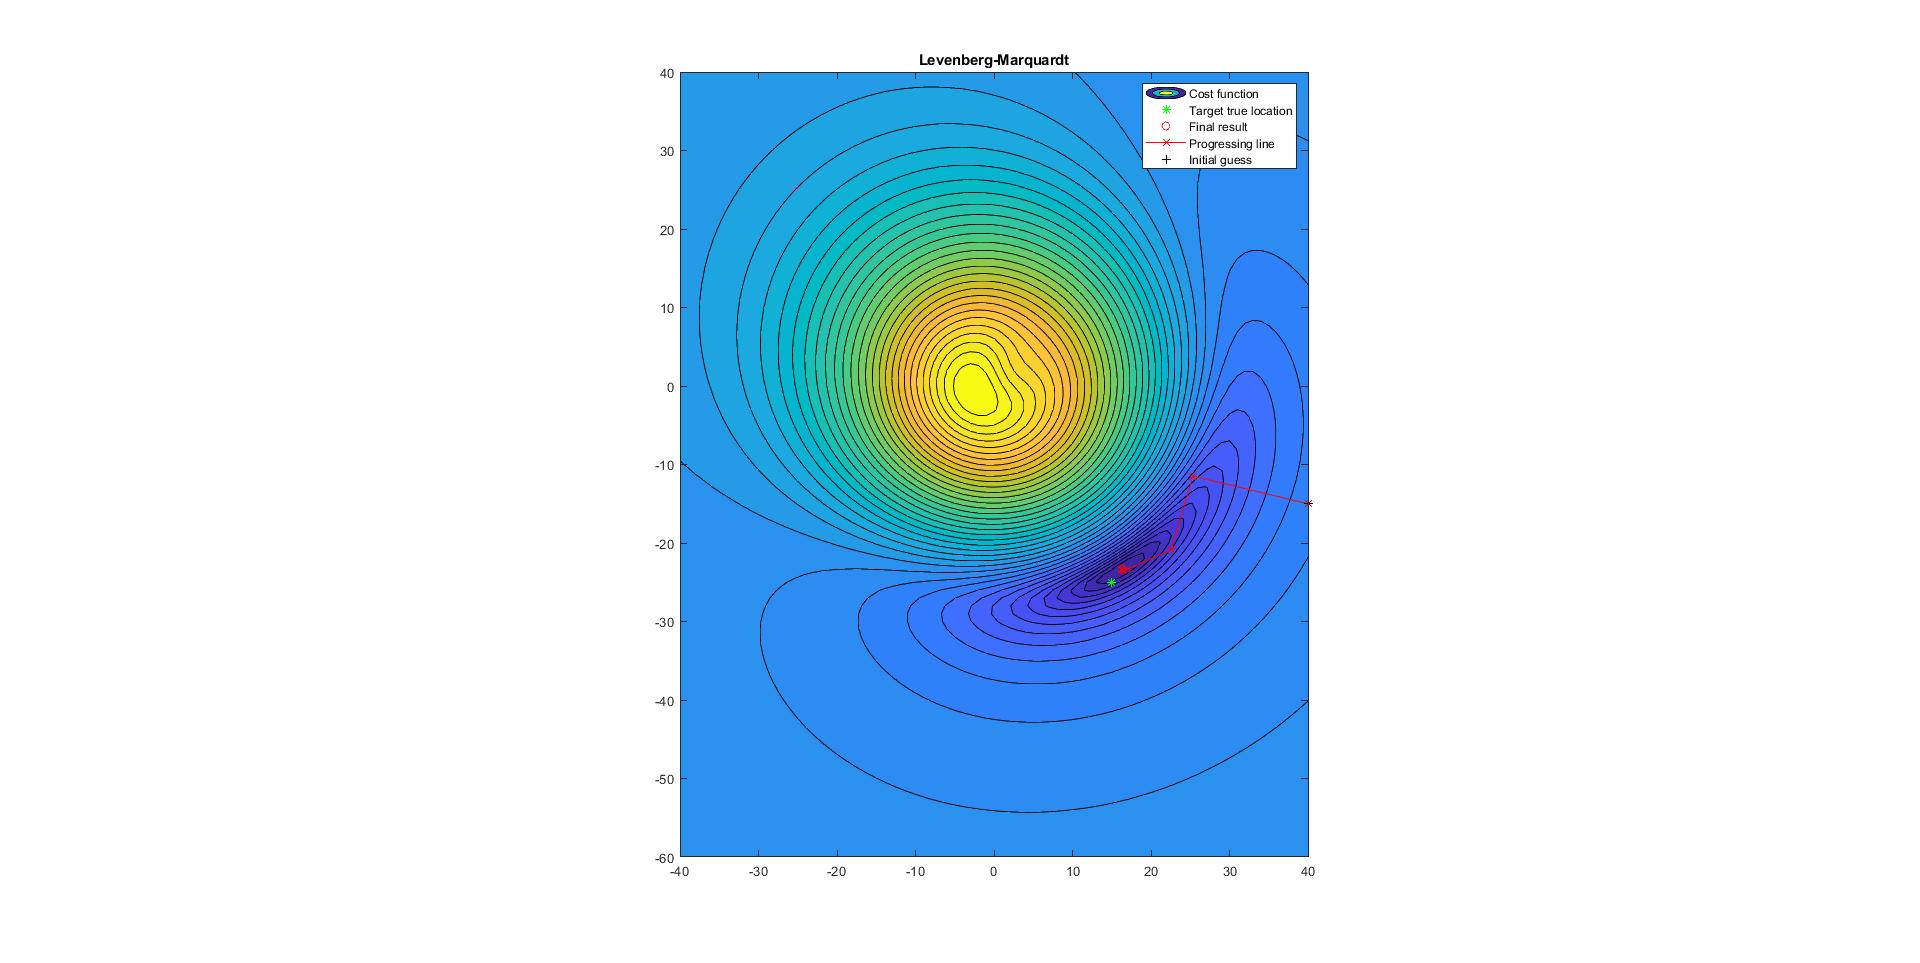 Levenberg-Marquardt
40
Cost function
Target true location
Final result
Progressing line
Initial guess
30
20
10
0
-10
-20
-30
-40
-50
-60
-40 -30 -20 -10 0 10 20 30 40